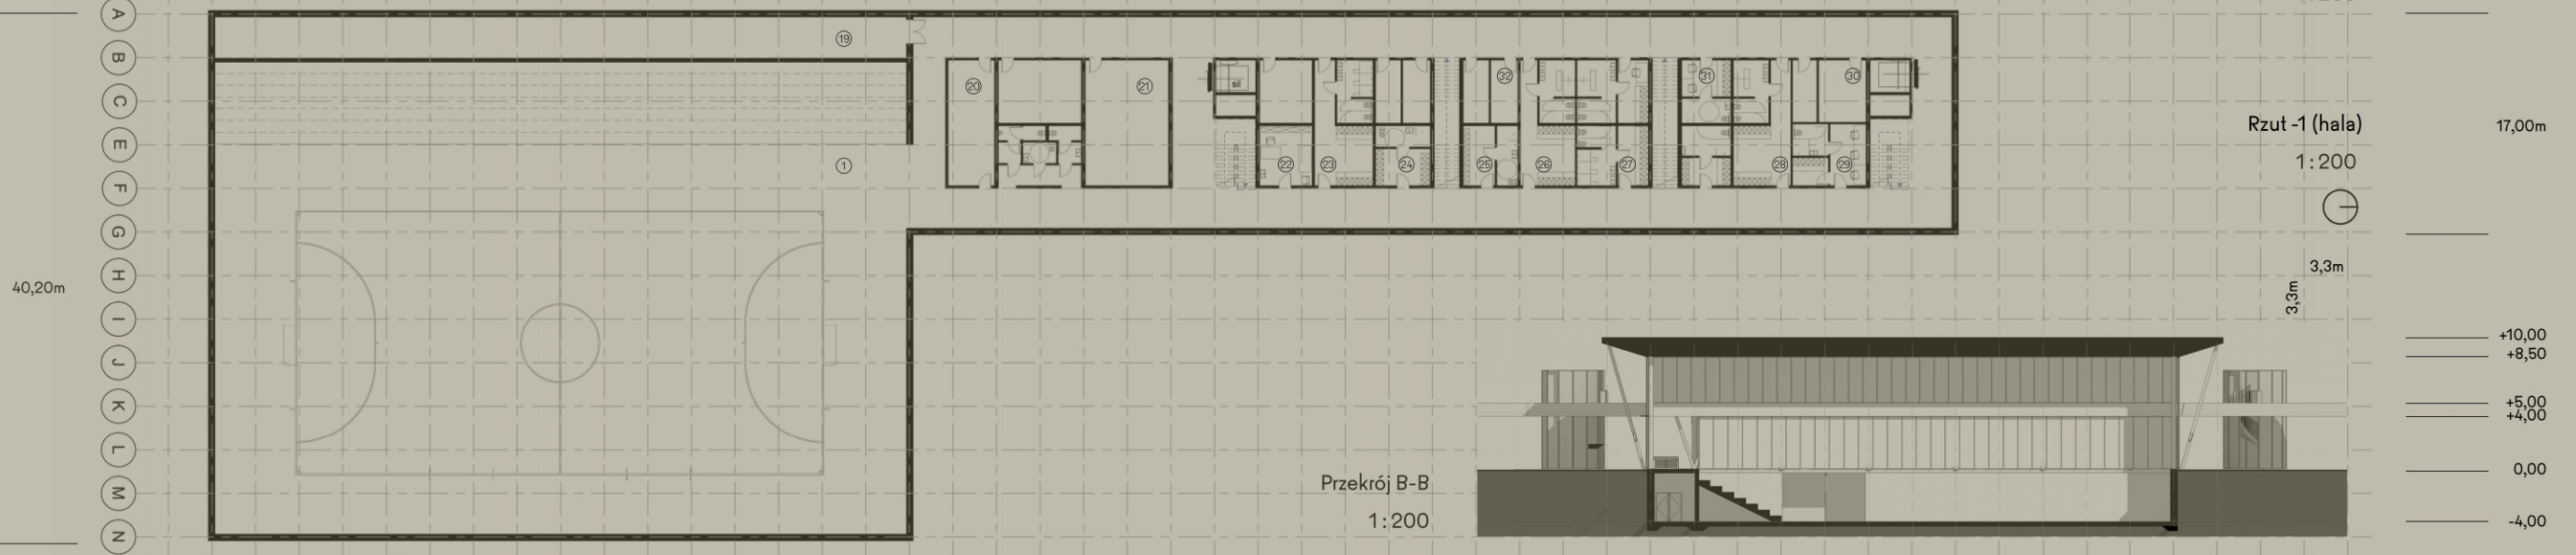 A
B
C
E
F
G
H
I
J
K
L
M
N
40,20m
19
1
20
21
22
23
24
25
26
27
28
29
30
31
32
Rzut -1 (hala)
1:200
17,00m
3,3m
3,3m
Przekrój B-B
1:200
+10,00
+8,50
+5,00
+4,00
0,00
-4,00